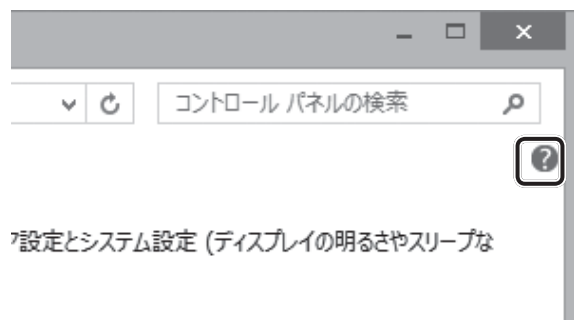 コントロール パネルの検索
?
ア設定とシステム設定 (ディスプレイの明るさやスリープな